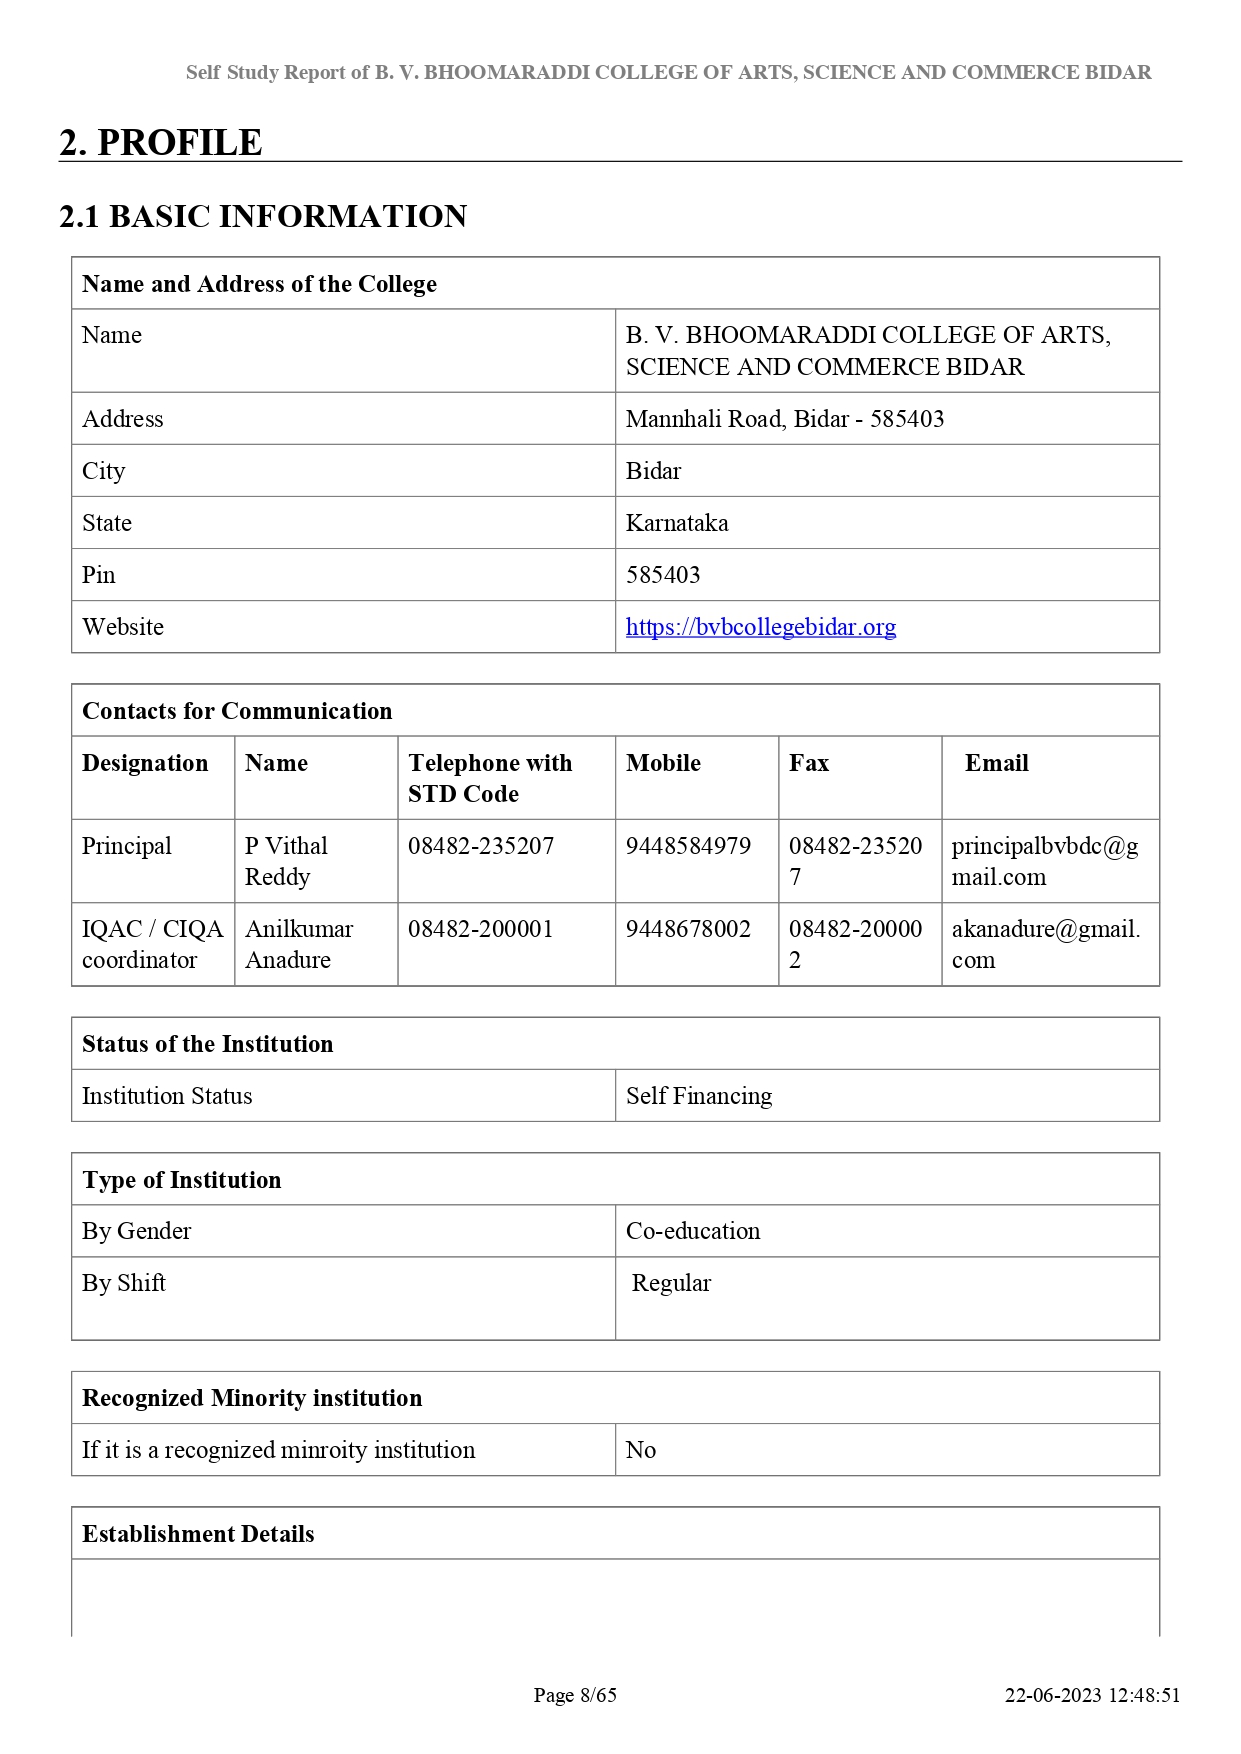 Self Study Report of B. V. BHOOMARADDI COLLEGE OF ARTS, SCIENCE AND COMMERCE BIDAR
2. PROFILE
2.1 BASIC INFORMATION
Name and Address of the College
Name
B. V. BHOOMARADDI COLLEGE OF ARTS,
SCIENCE AND COMMERCE BIDAR
Address
Mannhali Road, Bidar - 585403
City
Bidar
State
Karnataka
Pin
585403
Website
https://bvbcollegebidar.org
Contacts for Communication
Designation
Name
Telephone with
STD Code
Mobile
Fax
Email
Principal
P Vithal
Reddy
08482-235207
9448584979
08482-23520
7
principalbvbdc@g
mail.com
IQAC / CIQA
coordinator
Anilkumar
Anadure
08482-200001
9448678002
08482-20000
2
akanadure@gmail.
com
Status of the Institution
Institution Status
Self Financing
Type of Institution
By Gender
Co-education
By Shift
Regular
Recognized Minority institution
If it is a recognized minroity institution
No
Establishment Details
Page 8/65
22-06-2023 12:48:51